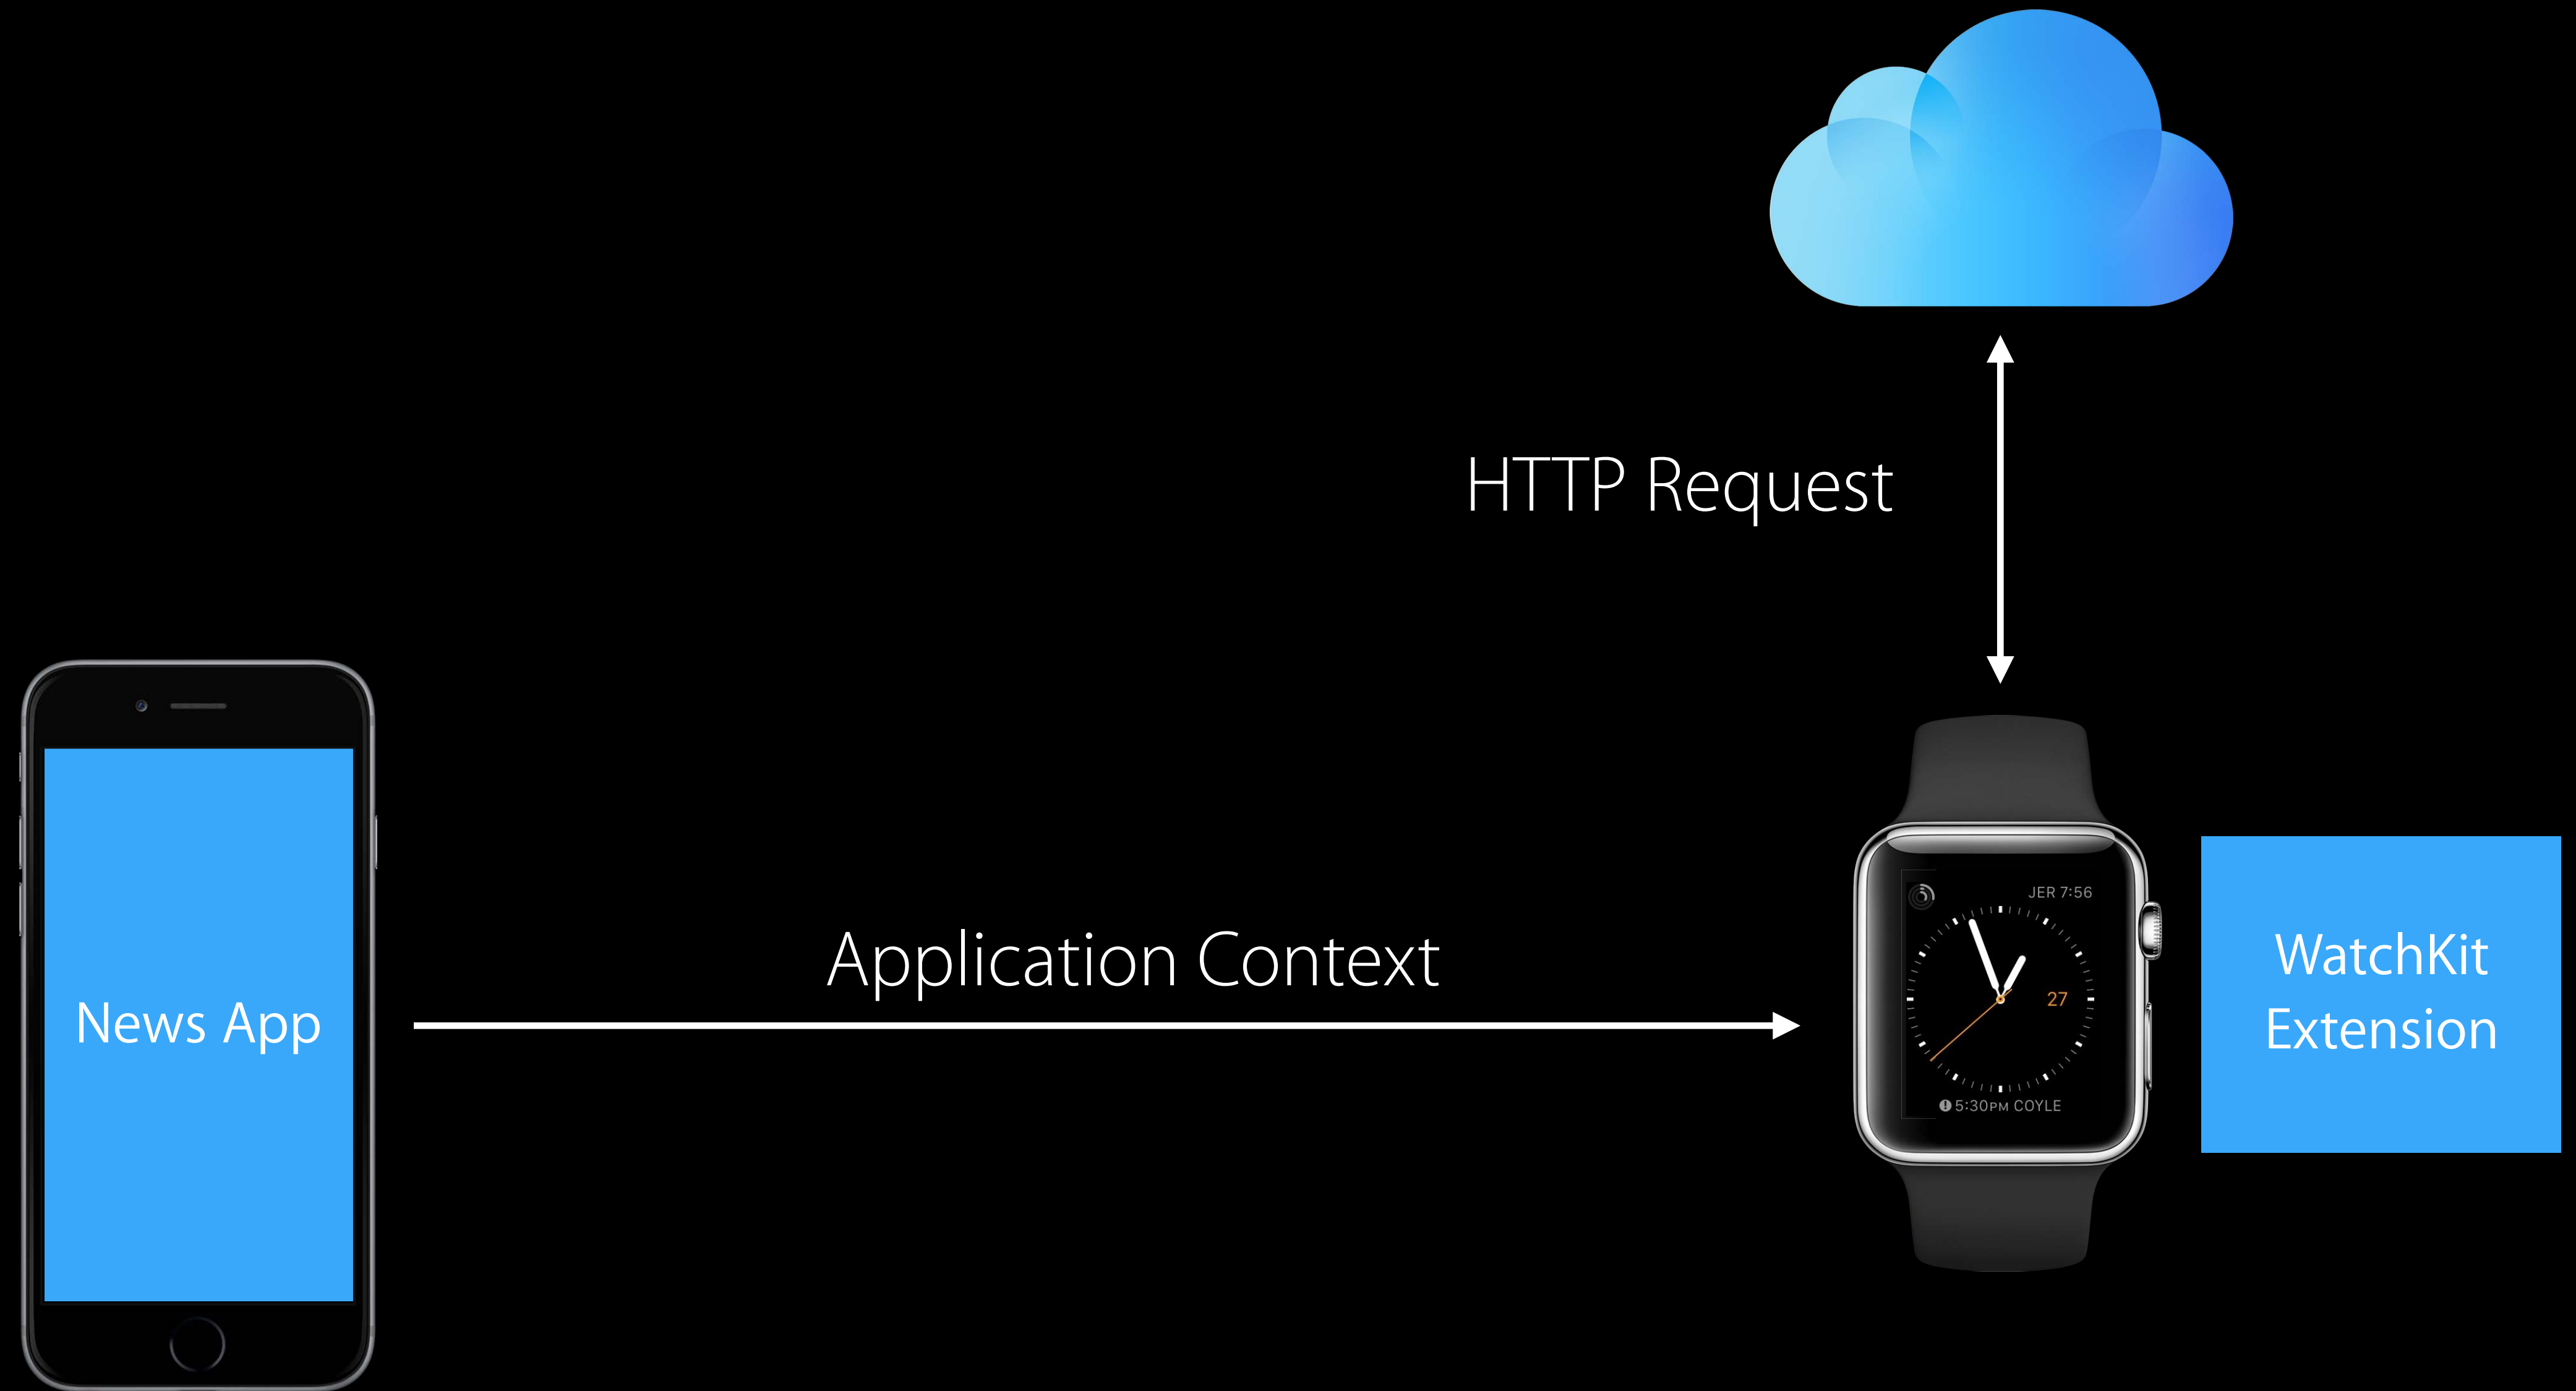 HTTP Request
News App
Application Context
JER 7:56
27
5:30PM COYLE
WatchKit
Extension